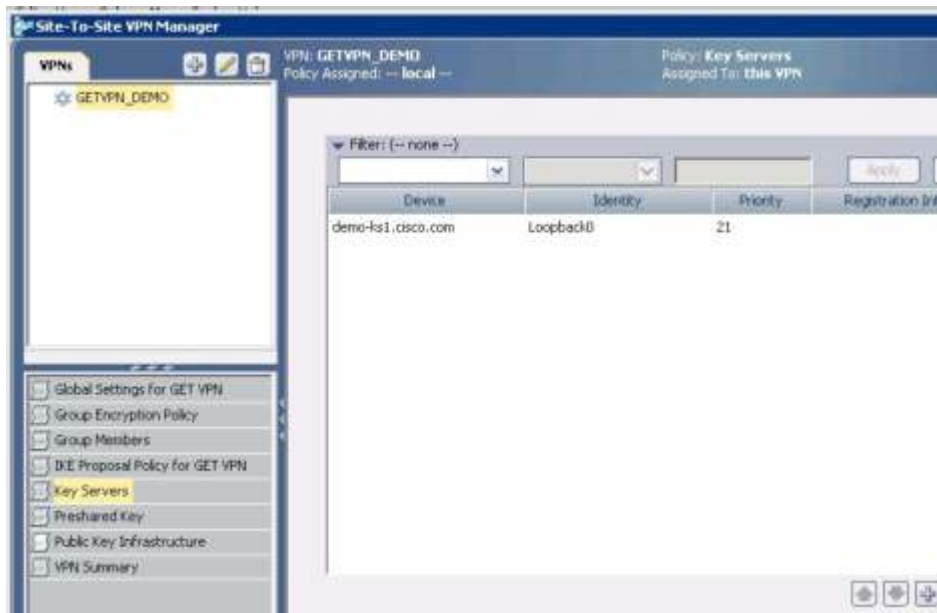 Site-To-Site VPN Manager
VPNs
GETVPN_DEMO
VPN: GETVPN_DEMO
Policy Assigned: -- local --
Policy: Key Servers
Assigned To: this VPN
Filter: (-- none --)
Apply
Device Identity Priority Registration Int
demo-ks1.cisco.com Loopback0 21
Global Settings for GET VPN
Group Encryption Policy
Group Members
IKE Proposal Policy for GET VPN
Key Servers
Preshared Key
Public Key Infrastructure
VPN Summary